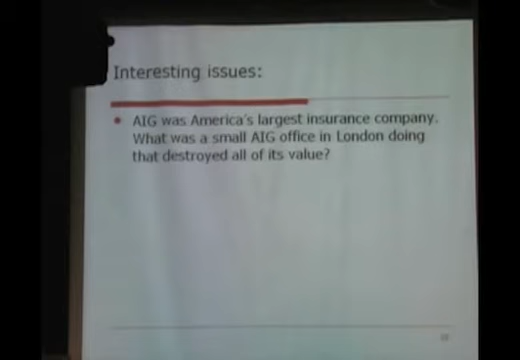 Interesting issues:
AIG was America's largest insurance company.
What was a small AIG office in London doing
that destroyed all of its value?